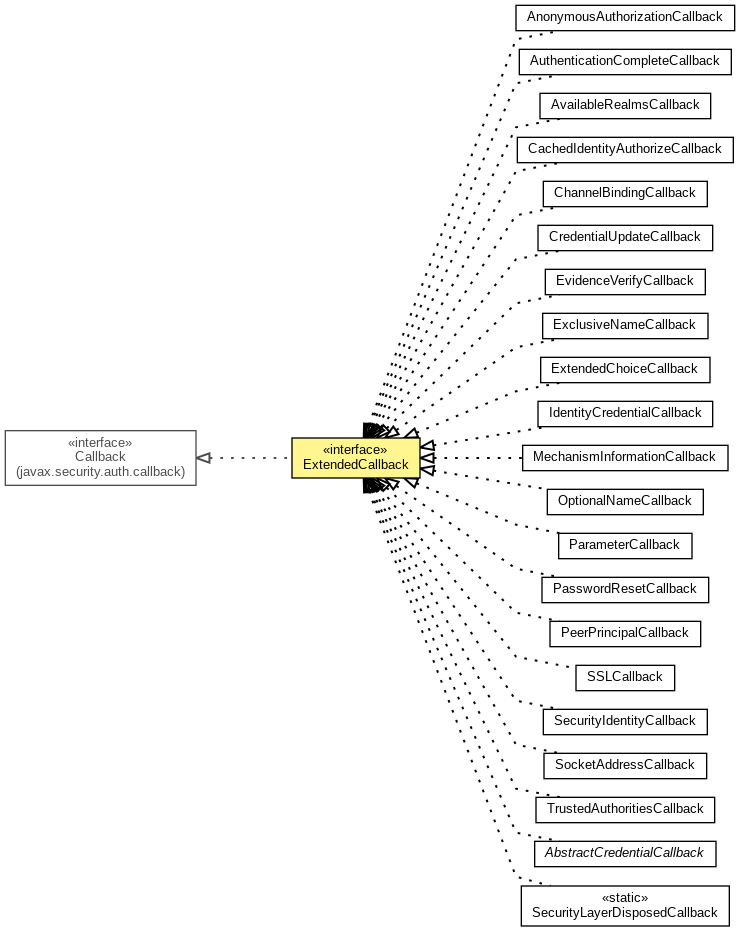 AnonymousAuthorizationCallback
AuthenticationCompleteCallback
AvailableRealmsCallback
CachedIdentityAuthorizeCallback
ChannelBindingCallback
CredentialUpdateCallback
EvidenceVerifyCallback
ExclusiveNameCallback
ExtendedChoiceCallback
IdentityCredentialCallback
«interface»
Callback
(javax.security.auth.callback)
«interface»
ExtendedCallback
MechanismInformationCallback
OptionalNameCallback
ParameterCallback
PasswordResetCallback
PeerPrincipalCallback
SSLCallback
SecurityIdentityCallback
SocketAddressCallback
TrustedAuthoritiesCallback
AbstractCredentialCallback
«static»
SecurityLayerDisposedCallback